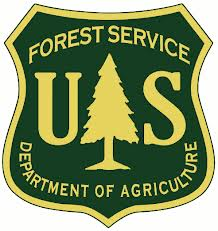 FOREST SERVICE
U S
DEPARTMENT OF AGRICULTURE